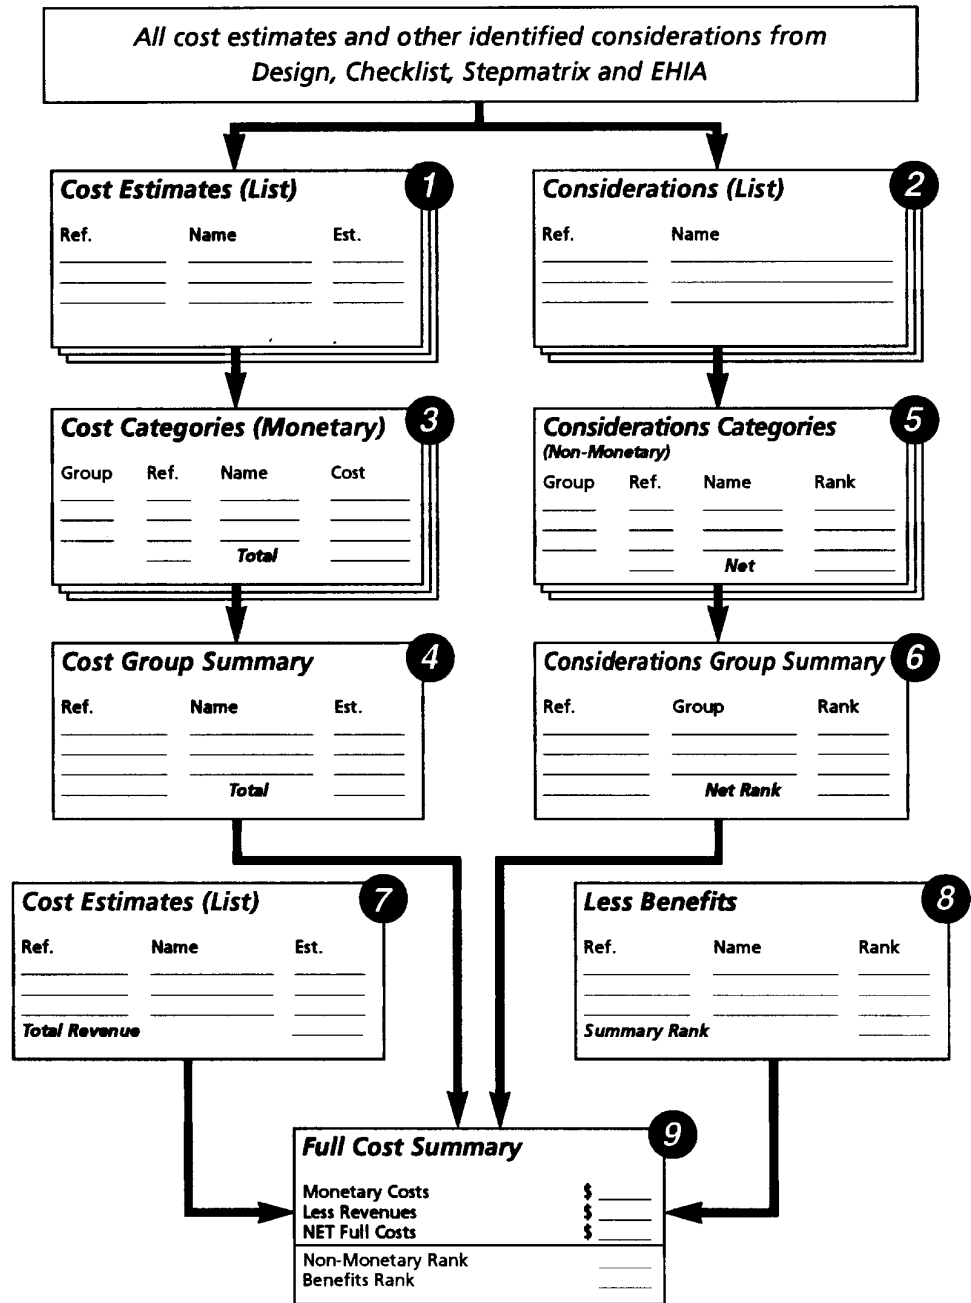 All cost estimates and other identified considerations from
Design, Checklist, Stepmatrix and EHIA
Cost Estimates (List)
1
Ref. Name Est.
Considerations (List)
2
Ref. Name
Cost Categories (Monetary)
3
Group Ref. Name Cost
Total
Considerations Categories
5
(Non-Monetary)
Group Ref. Name Rank
Net
Cost Group Summary
4
Ref. Name Est.
Total
Considerations Group Summary
6
Ref. Group Rank
Net Rank
Cost Estimates (List)
7
Ref. Name Est.
Total Revenue
Less Benefits
8
Ref. Name Rank
Summary Rank
Full Cost Summary
9
Monetary Costs $
Less Revenues $
NET Full Costs $
Non-Monetary Rank
Benefits Rank